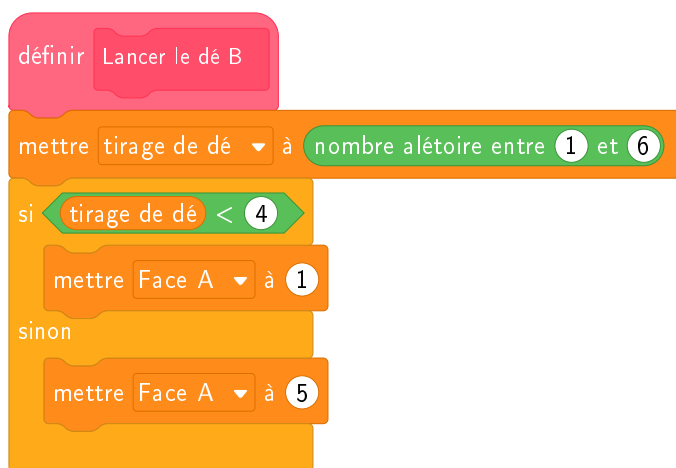 définir Lancer le dé B
mettre tirage de dé à nombre alétoire entre 1 et 6
si tirage de dé < 4
mettre Face A à 1
sinon
mettre Face A à 5